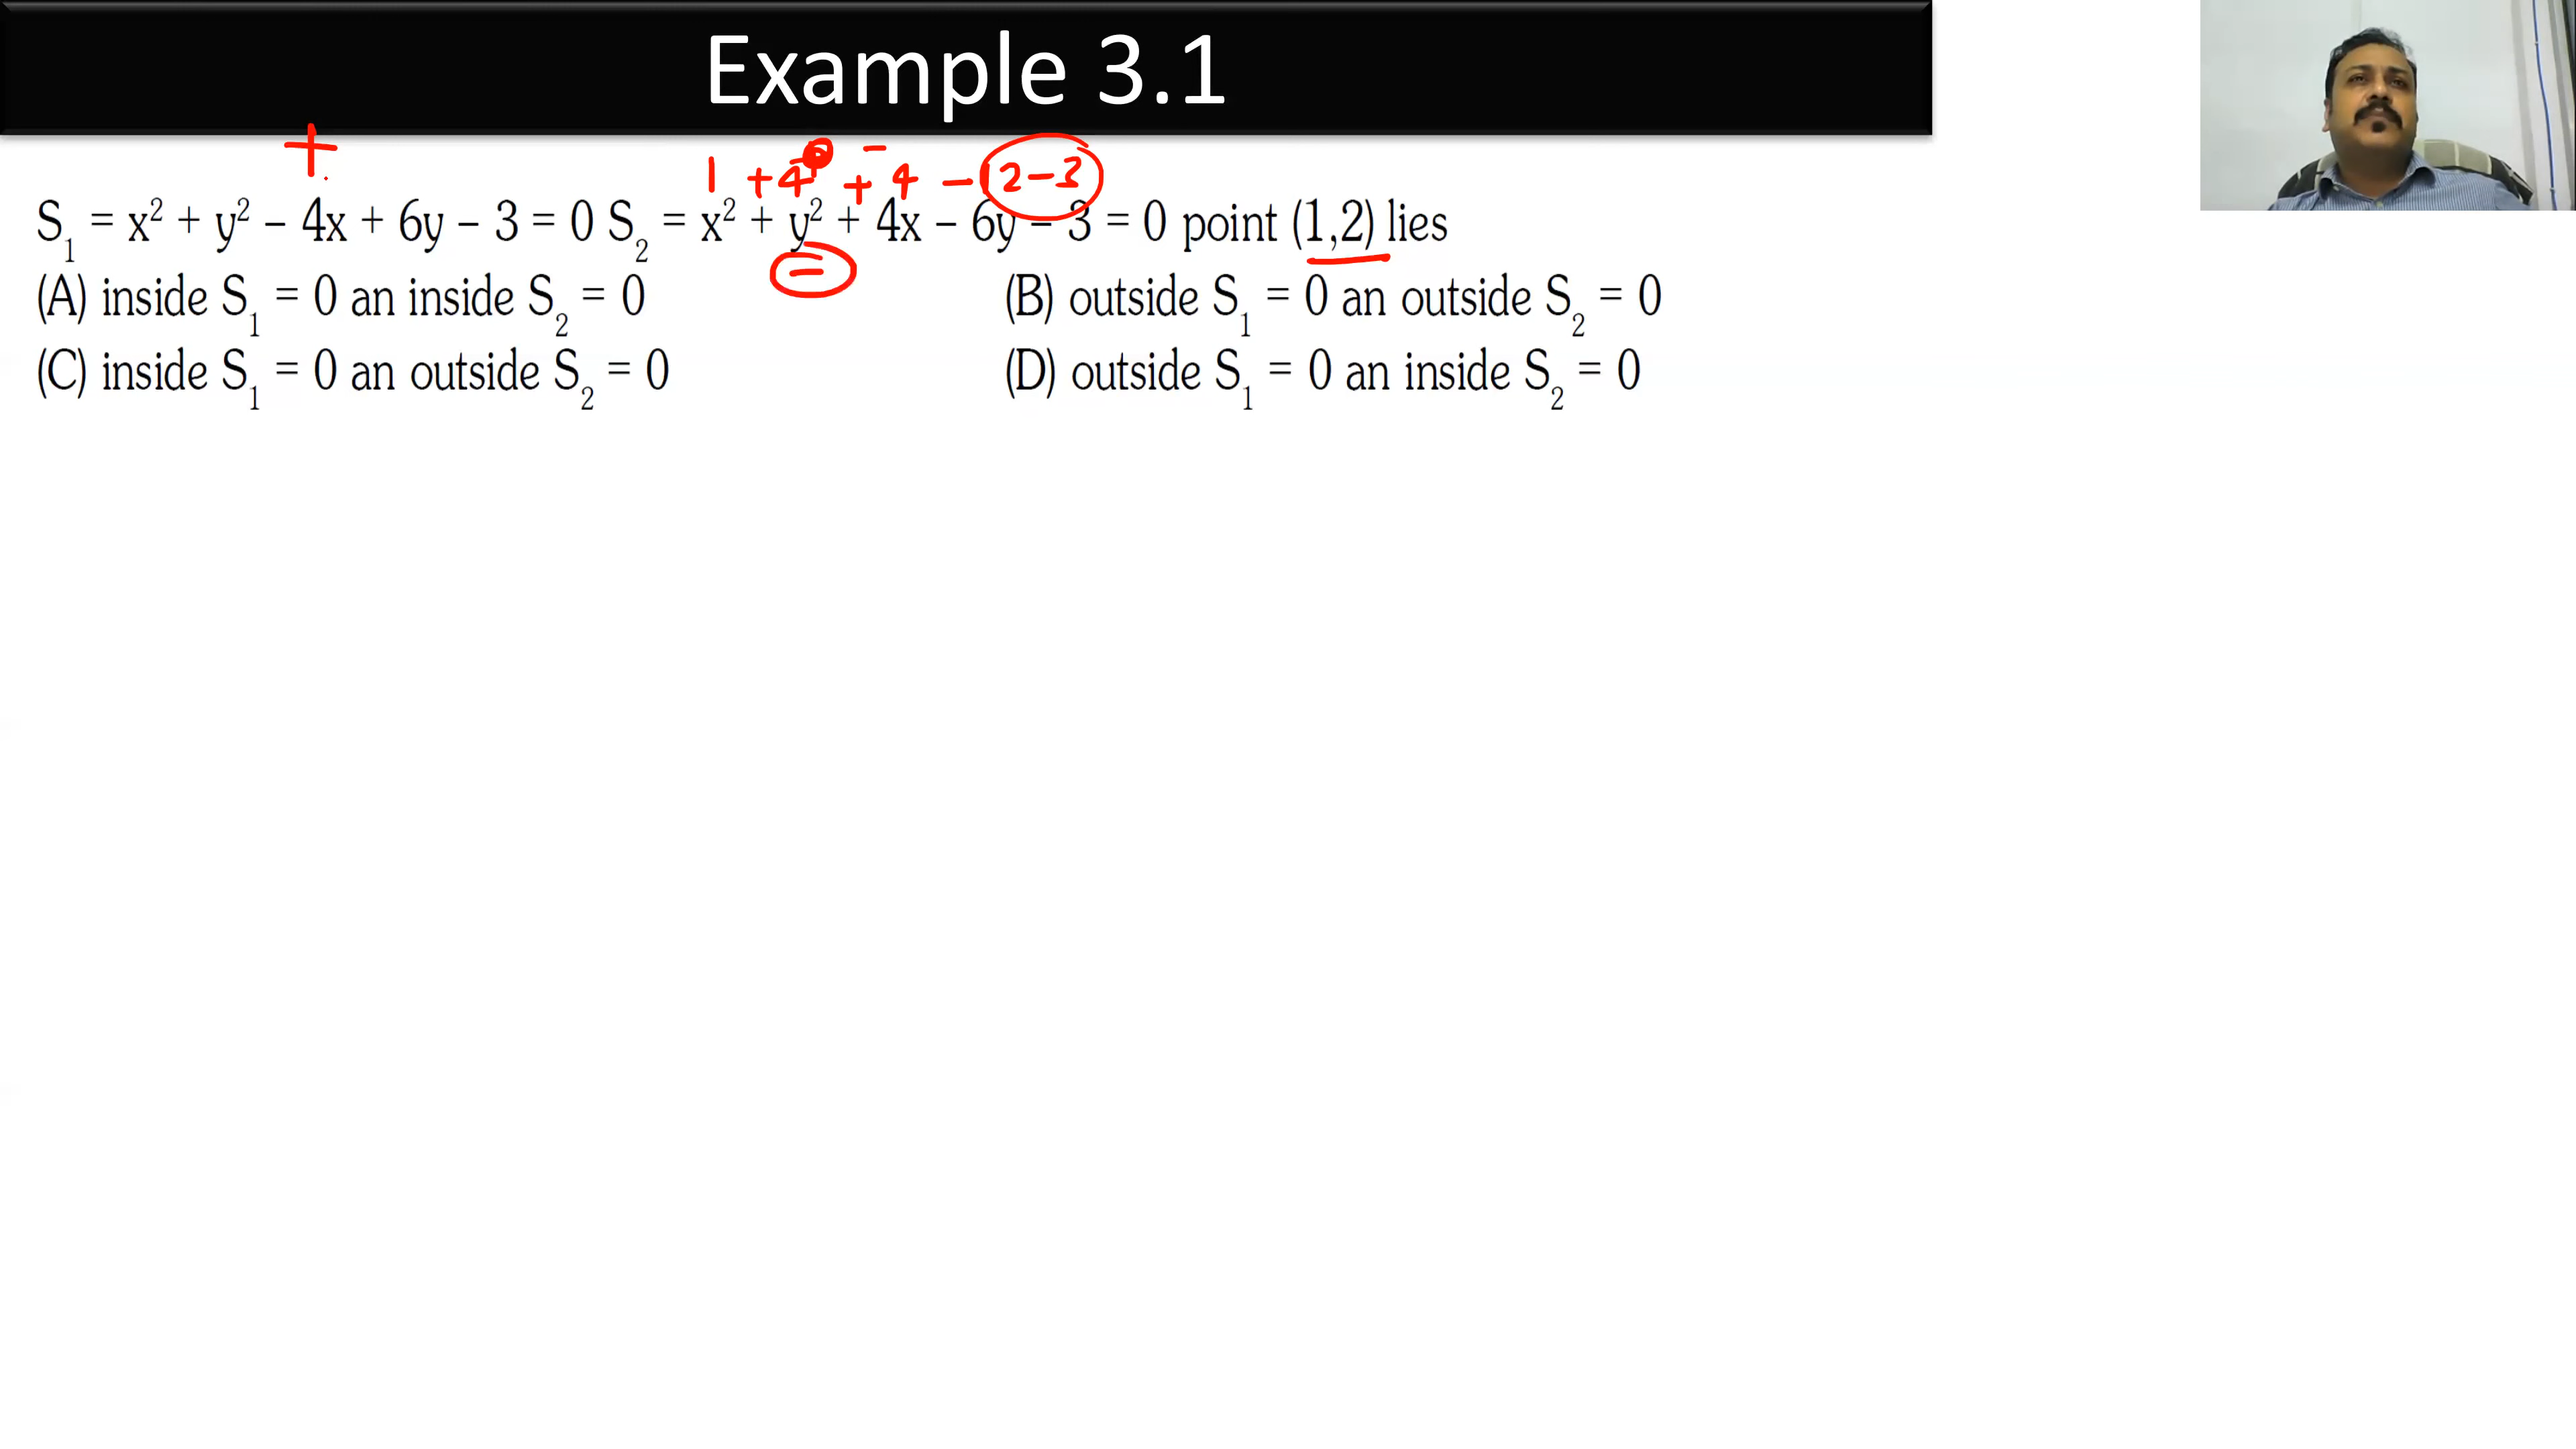 Example 3.1
+
1 + 4 + 4 – 12 – 3
S₁ = x² + y² – 4x + 6y – 3 = 0 S₂ = x² + y² + 4x – 6y – 3 = 0 point (1,2) lies
(A) inside S₁ = 0 an inside S₂ = 0
(B) outside S₁ = 0 an outside S₂ = 0
(C) inside S₁ = 0 an outside S₂ = 0
(D) outside S₁ = 0 an inside S₂ = 0